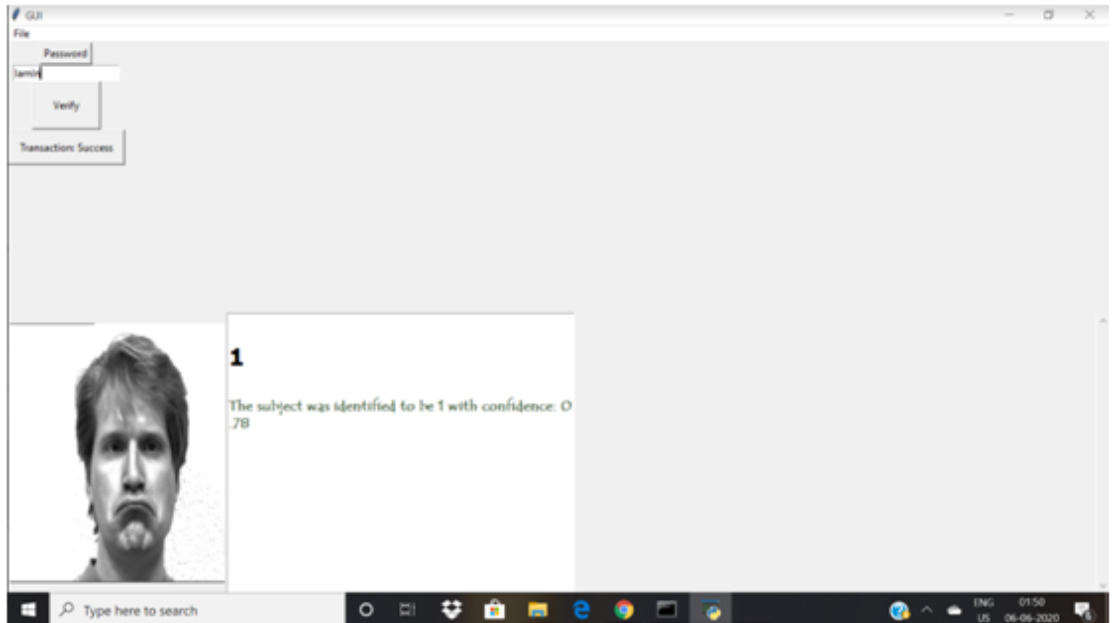 GUI
File
Password
lamin
Verify
Transaction: Success
1
The subject was identified to be 1 with confidence: 0
.78
Type here to search
ENG
US
01:50
06-06-2020